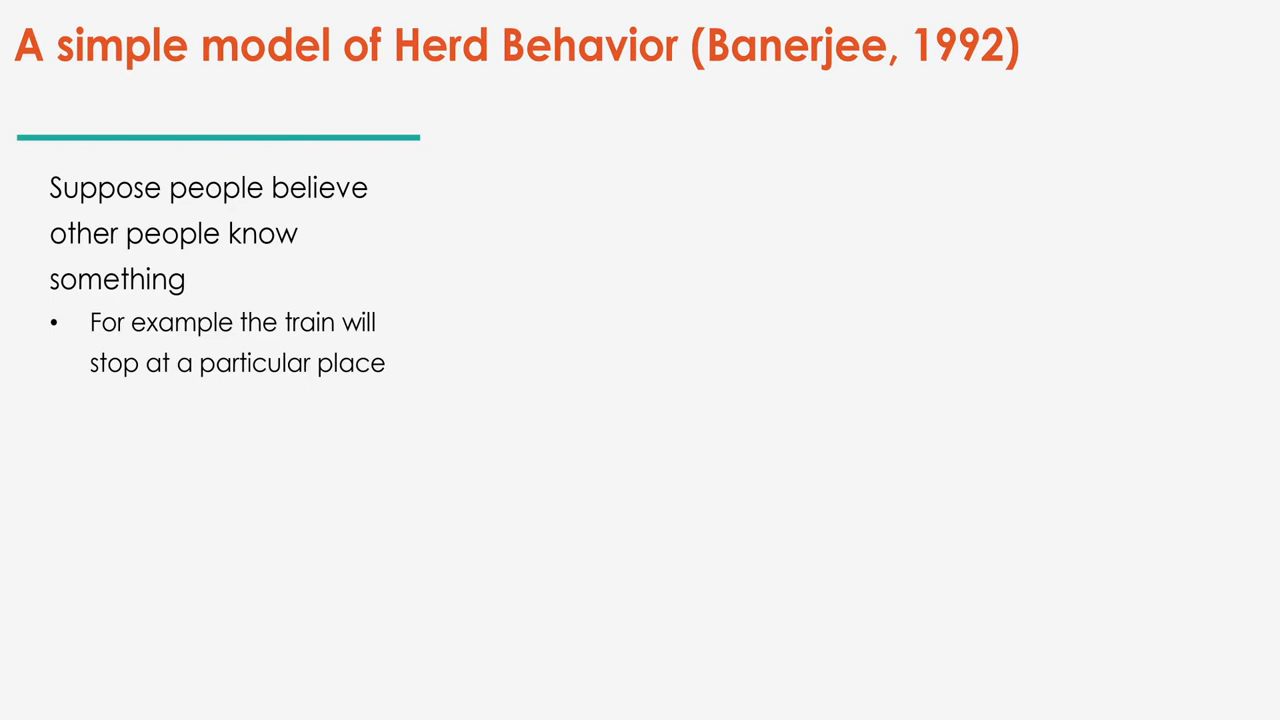 A simple model of Herd Behavior (Banerjee, 1992)
Suppose people believe
other people know
something
• For example the train will
stop at a particular place